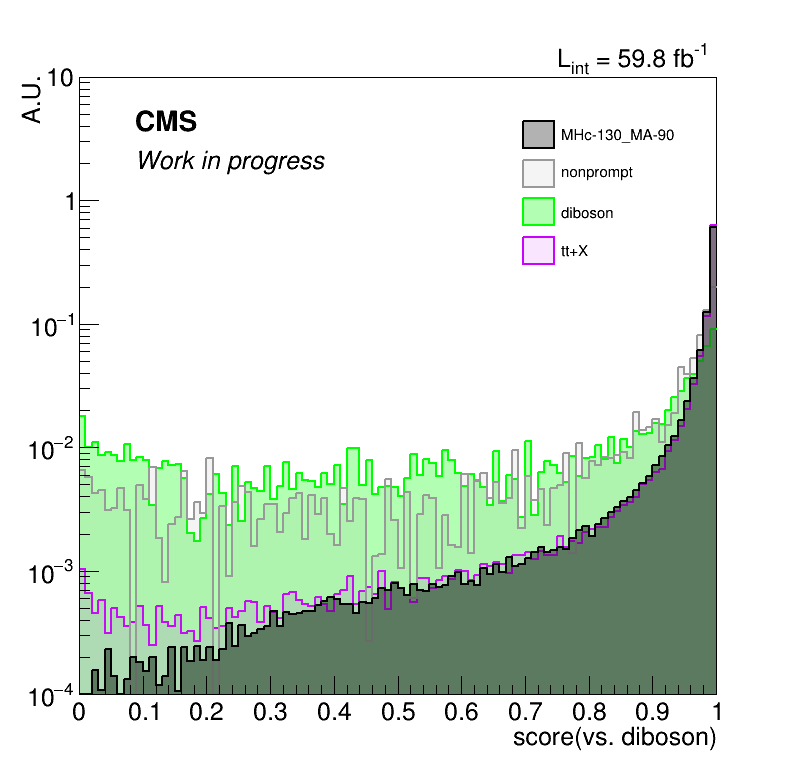 L_int = 59.8 fb^-1
A.U.
CMS
Work in progress
MHc-130_MA-90
nonprompt
diboson
tt+X
10
1
10^−1
10^−2
10^−3
10^−4
0 0.1 0.2 0.3 0.4 0.5 0.6 0.7 0.8 0.9 1
score(vs. diboson)